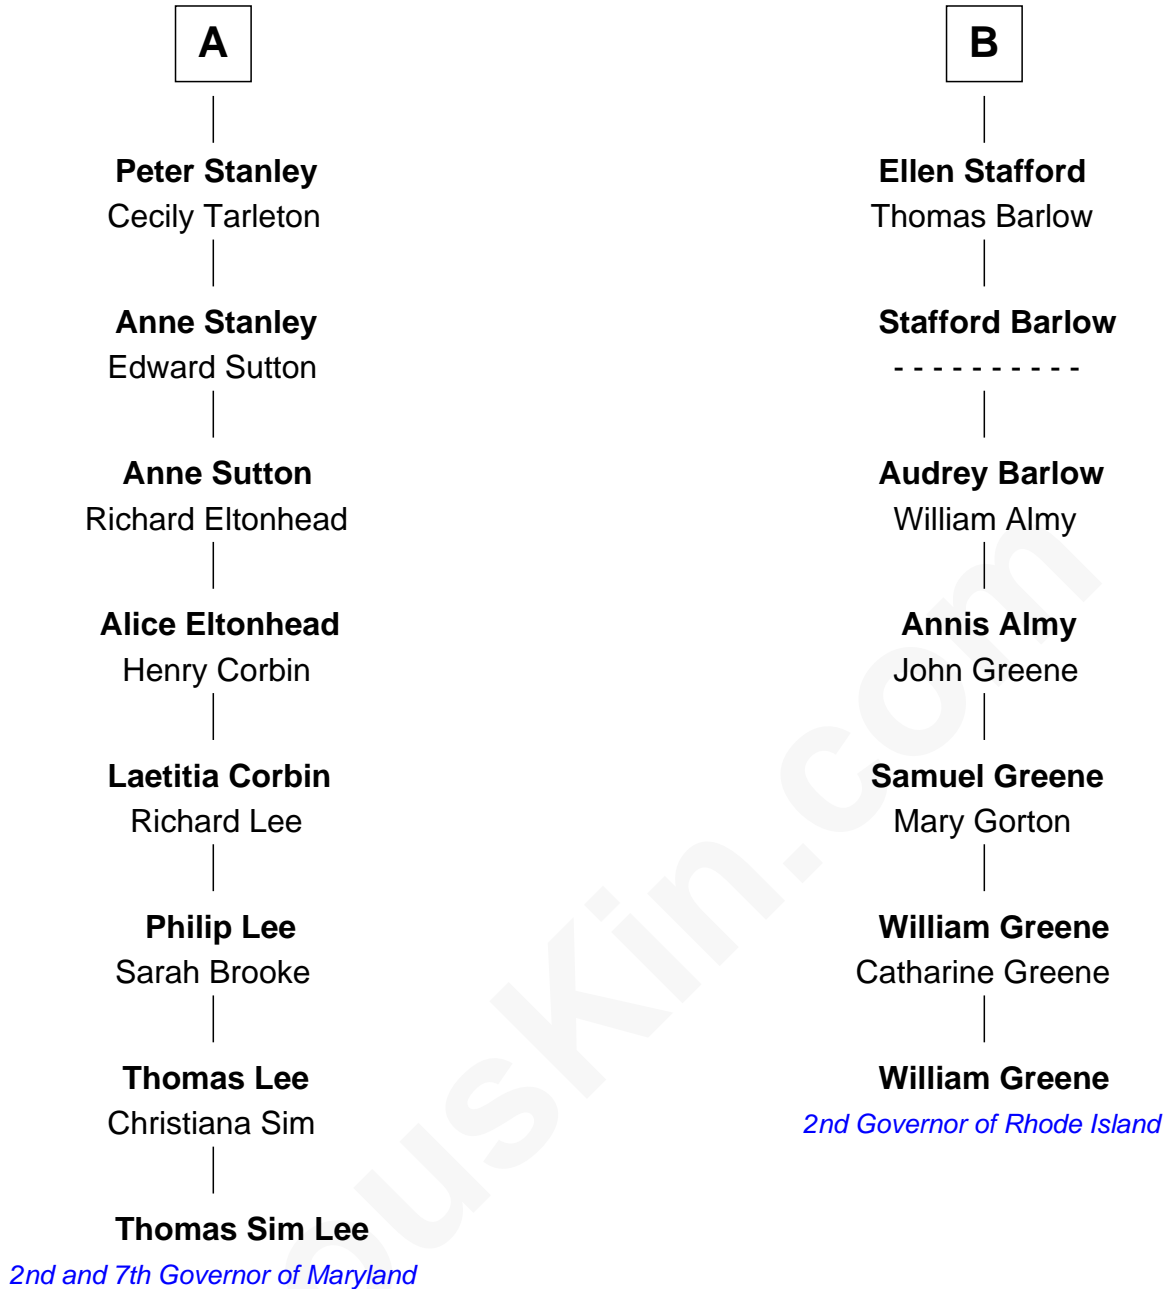 A
Peter Stanley
Cecily Tarleton
Anne Stanley
Edward Sutton
Anne Sutton
Richard Eltonhead
Alice Eltonhead
Henry Corbin
Laetitia Corbin
Richard Lee
Philip Lee
Sarah Brooke
Thomas Lee
Christiana Sim
Thomas Sim Lee
2nd and 7th Governor of Maryland
B
Ellen Stafford
Thomas Barlow
Stafford Barlow
- - - - - - - - - -
Audrey Barlow
William Almy
Annis Almy
John Greene
Samuel Greene
Mary Gorton
William Greene
Catharine Greene
William Greene
2nd Governor of Rhode Island